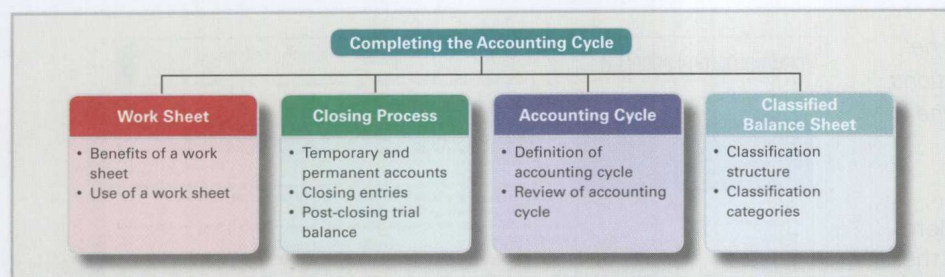 Completing the Accounting Cycle
Work Sheet
• Benefits of a work
sheet
• Use of a work sheet
Closing Process
• Temporary and
permanent accounts
• Closing entries
• Post-closing trial
balance
Accounting Cycle
• Definition of
accounting cycle
• Review of accounting
cycle
Classified
Balance Sheet
• Classification
structure
• Classification
categories